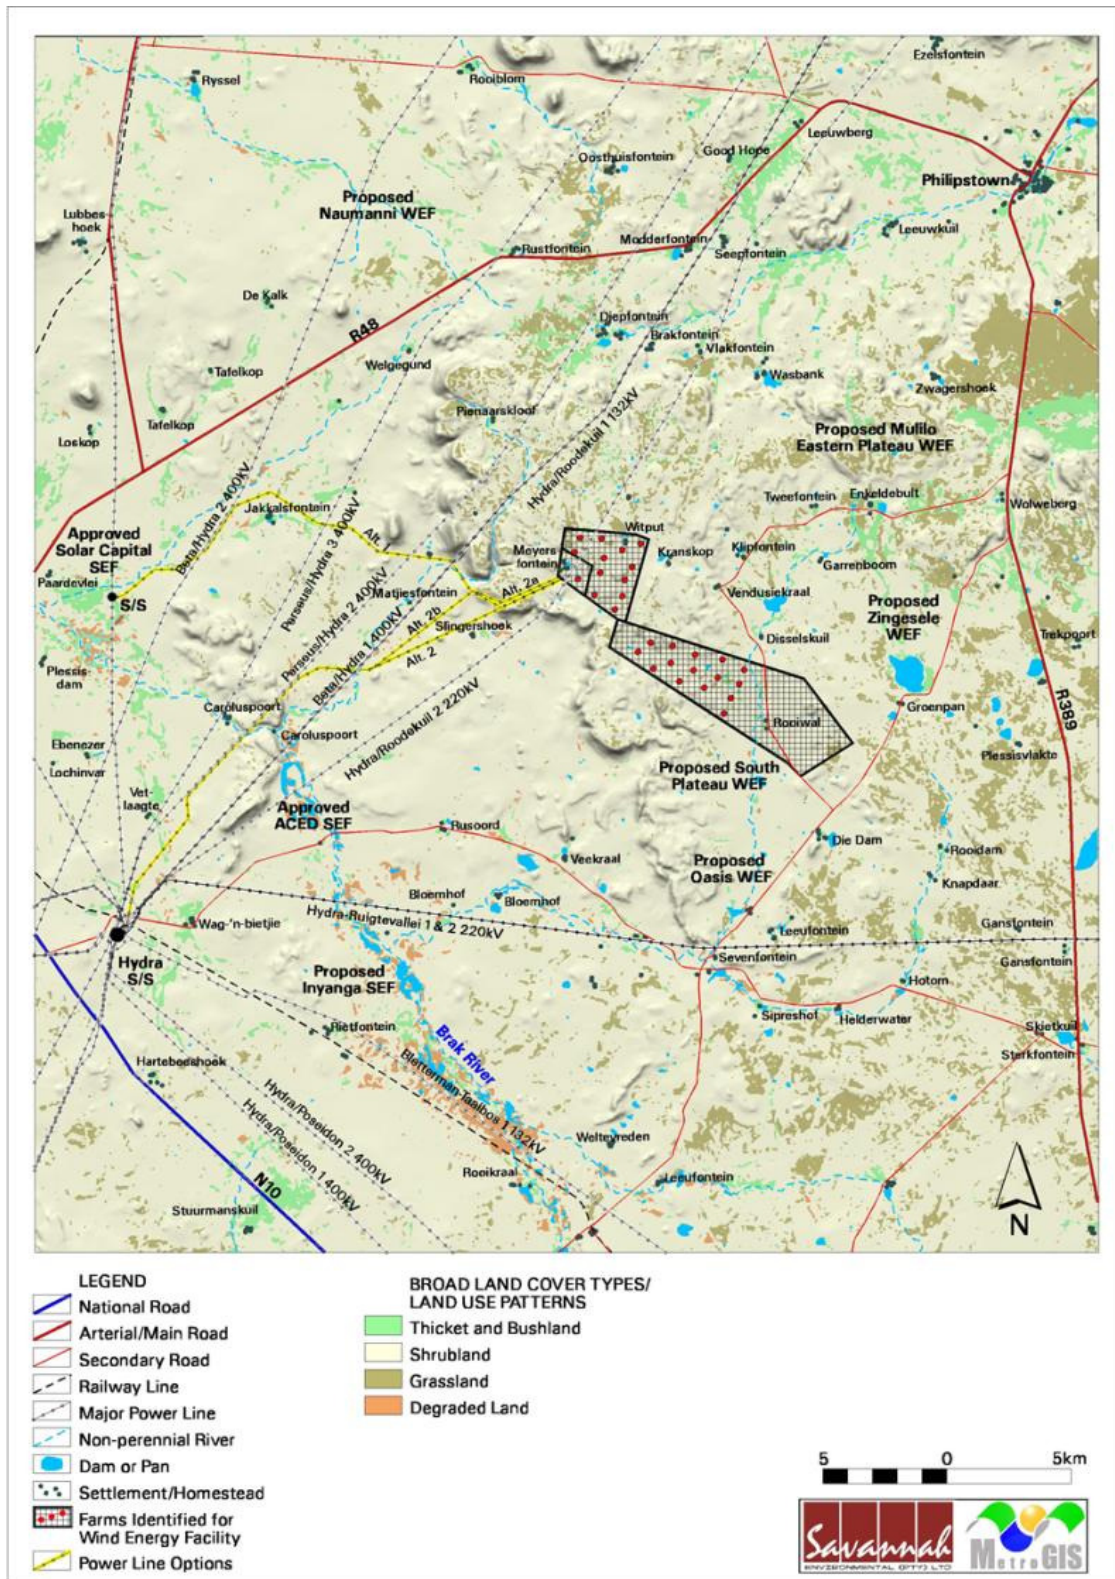 Ezelsfontein
Ryssel
Rooiblom
Leeuwberg
Good Hope
Oosthuisfontein
Philipstown
Proposed
Naumanni WEF
Lubbes-
hoek
Leeuwkuil
Modderfontein
Rustfontein
Seepfontein
De Kalk
R48
Djepfontein
Brakfontein
Vlakfontein
Welgegund
Tafelkop
Wasbank
Zwagershoek
Pienaarskloof
Tafelkop
Loskop
Proposed Mulilo
Eastern Plateau WEF
Hydra/Roodekuil 1 132kV
Beta/Hydra 2 400kV
Tweefontein
Enkeldebult
Wolweberg
Jakkalsfontein
Perseus/Hydra 3 400kV
Alt. 1
Approved
Solar Capital
SEF
Witput
Meyers
fontein
Kranskop
Klipfontein
Garrenboom
Paardevlei
S/S
Perseus/Hydra 2 400kV
Matjiesfontein
Alt. 2a
Vendusiekraal
Proposed
Zingesele
WEF
Alt. 2b
Slingershoek
Beta/Hydra 1 400kV
Alt. 2
Disselskuil
Trekpoort
Plessis-
dam
R389
Hydra/Roodekuil 2 220kV
Caroluspoort
Caroluspoort
Groenpan
Rooiwal
Ebenezer
Lochinvar
Plessisvlakte
Proposed South
Plateau WEF
Vet-
laagte
Approved
ACED SEF
Rusoord
Die Dam
Veekraal
Rooidam
Proposed
Oasis WEF
Knapdaar
Bloemhof
Bloemhof
Wag-'n-bietjie
Hydra-Ruigtevallei 1 & 2 220kV
Leeufontein
Gansfontein
Sevenfontein
Gansfontein
Hydra
S/S
Proposed
Inyanga SEF
Hotom
Sipreshof
Helderwater
Rietfontein
Skietkuil
Sterkfontein
Brak River
Hartebeeshoek
Blerterman-Taaibos 1 132kV
Hydra/Poseidon 2 400kV
Hydra/Poseidon 1 400kV
Weltevreden
Rooikraal
Leeufontein
N10
Stuurmanskuil
N
LEGEND
National Road
Arterial/Main Road
Secondary Road
Railway Line
Major Power Line
Non-perennial River
Dam or Pan
Settlement/Homestead
Farms Identified for
Wind Energy Facility
Power Line Options
BROAD LAND COVER TYPES/
LAND USE PATTERNS
Thicket and Bushland
Shrubland
Grassland
Degraded Land
5 0 5km
Savannah
ENVIRONMENTAL (PTY) LTD
MetroGIS